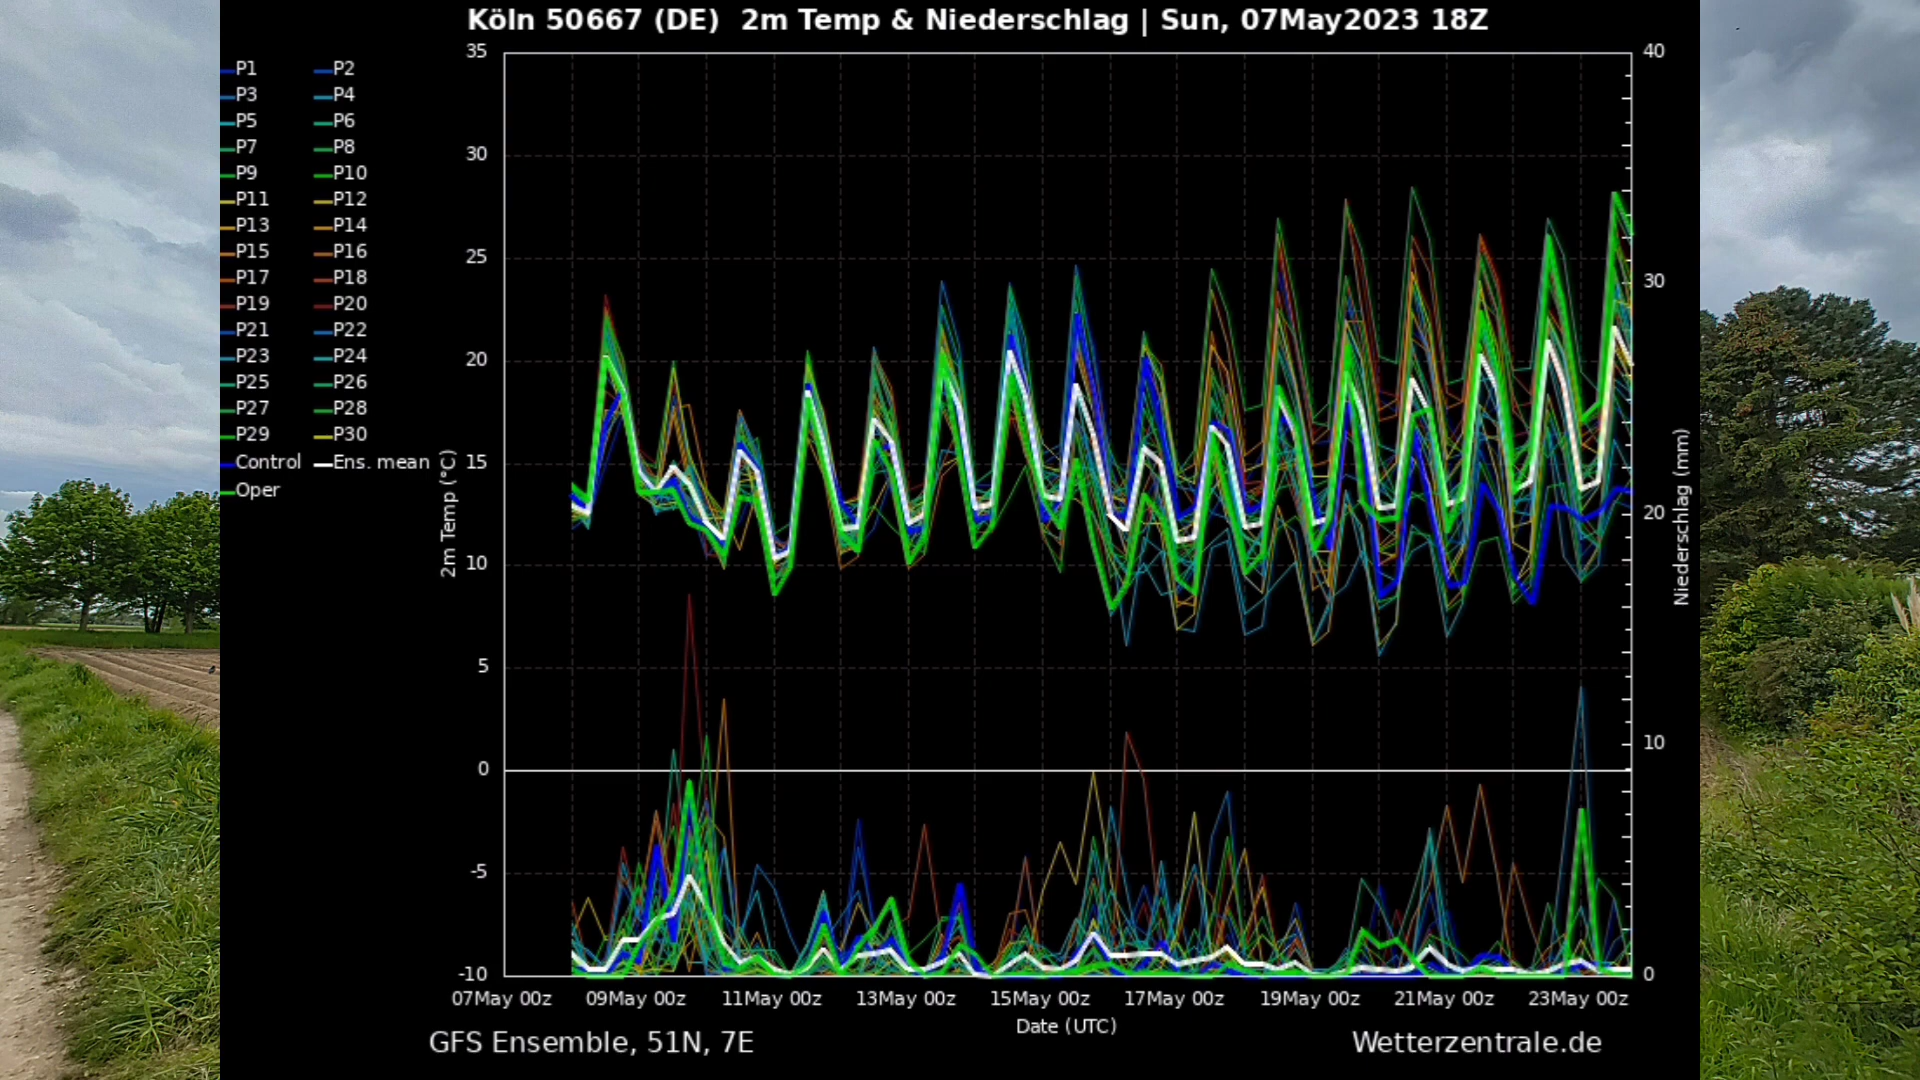 Köln 50667 (DE) 2m Temp & Niederschlag | Sun, 07May2023 18Z
P1 P2
P3 P4
P5 P6
P7 P8
P9 P10
P11 P12
P13 P14
P15 P16
P17 P18
P19 P20
P21 P22
P23 P24
P25 P26
P27 P28
P29 P30
Control Ens. mean
Oper
2m Temp (°C)
35
30
25
20
15
10
5
0
-5
-10
40
30
20
10
0
Niederschlag (mm)
07May 00z 09May 00z 11May 00z 13May 00z 15May 00z 17May 00z 19May 00z 21May 00z 23May 00z
Date (UTC)
GFS Ensemble, 51N, 7E
Wetterzentrale.de